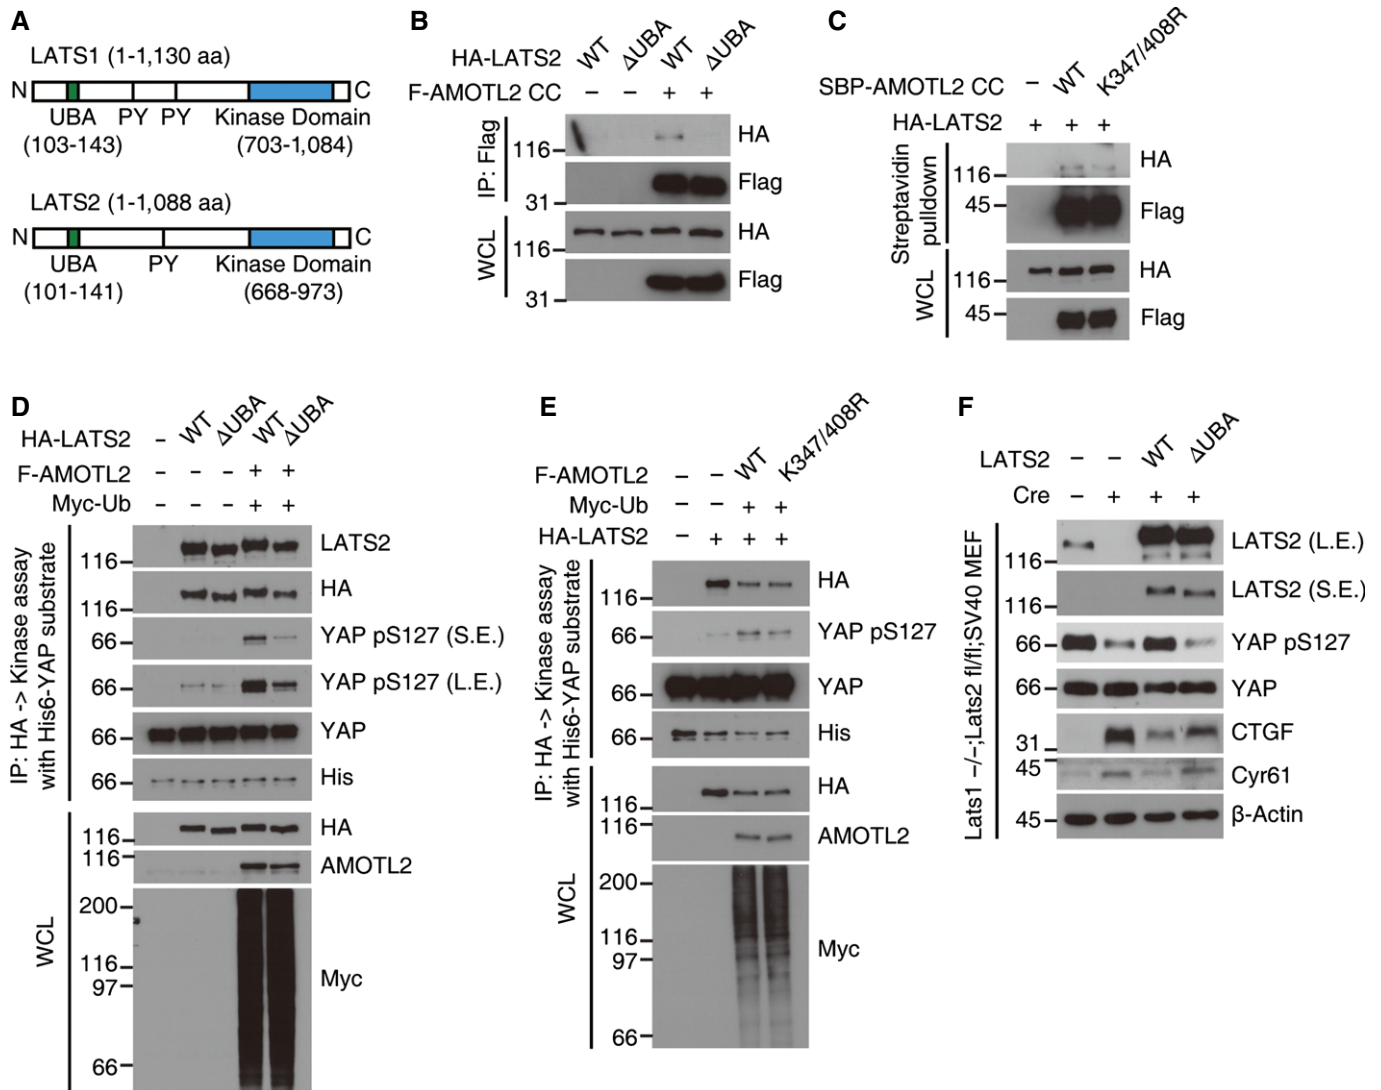 A
LATS1 (1-1,130 aa)
N C
UBA PY PY Kinase Domain
(103-143) (703-1,084)
LATS2 (1-1,088 aa)
N C
UBA PY Kinase Domain
(101-141) (668-973)
B
HA-LATS2 WT ΔUBA WT ΔUBA
F-AMOTL2 CC – – + +
IP: Flag
HA
116
Flag
31
WCL
HA
116
Flag
31
C
SBP-AMOTL2 CC – WT K347/408R
HA-LATS2 + + +
Streptavidin
pulldown
HA
116
45 Flag
WCL
HA
116
45 Flag
D
HA-LATS2 – WT ΔUBA WT ΔUBA
F-AMOTL2 – – – + +
Myc-Ub – – – + +
IP: HA -> Kinase assay
with His6-YAP substrate
LATS2
116
HA
116
66 YAP pS127 (S.E.)
66 YAP pS127 (L.E.)
66 YAP
66 His
WCL
HA
116
116
AMOTL2
200
116
97 Myc
66
E
F-AMOTL2 – – WT K347/408R
Myc-Ub – – + +
HA-LATS2 – + + +
IP: HA -> Kinase assay
with His6-YAP substrate
HA
116
66 YAP pS127
66 YAP
66 His
WCL
HA
116
116
AMOTL2
200
116
97 Myc
66
F
LATS2 – – WT ΔUBA
Cre – + + +
Lats1 –/–;Lats2 fl/fl;SV40 MEF
LATS2 (L.E.)
116
LATS2 (S.E.)
116
66 YAP pS127
66 YAP
CTGF
31
45
Cyr61
45 β-Actin